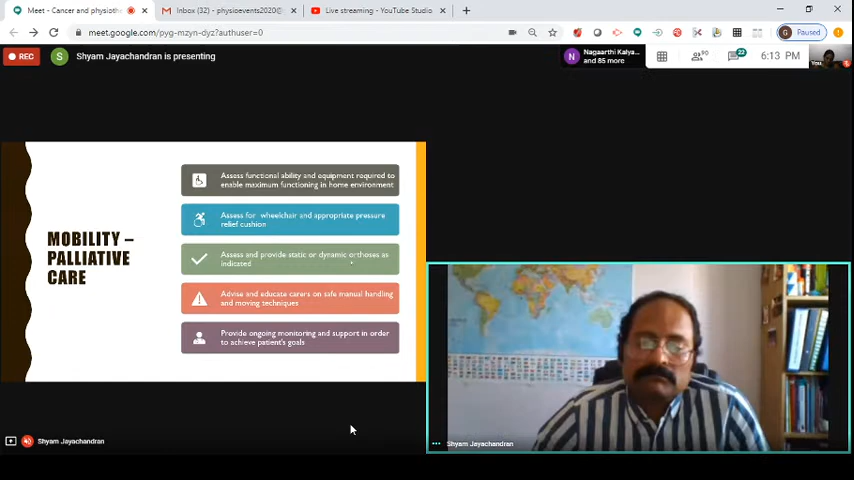 Meet - Cancer and physioth
Inbox (32) - physioevents2020@
Live streaming - YouTube Studio
meet.google.com/pyg-mzyn-dyz?authuser=0
Paused
REC
S
Shyam Jayachandran is presenting
N
Nagaarthi Kalya...
and 85 more
90
22
6:13 PM
You
MOBILITY –
PALLIATIVE
CARE
Assess functional ability and equipment required to
enable maximum functioning in home environment
Assess for wheelchair and appropriate pressure
relief cushion
Assess and provide static or dynamic orthoses as
indicated
Advise and educate carers on safe manual handling
and moving techniques
Provide ongoing monitoring and support in order
to achieve patient's goals
Shyam Jayachandran
Shyam Jayachandran